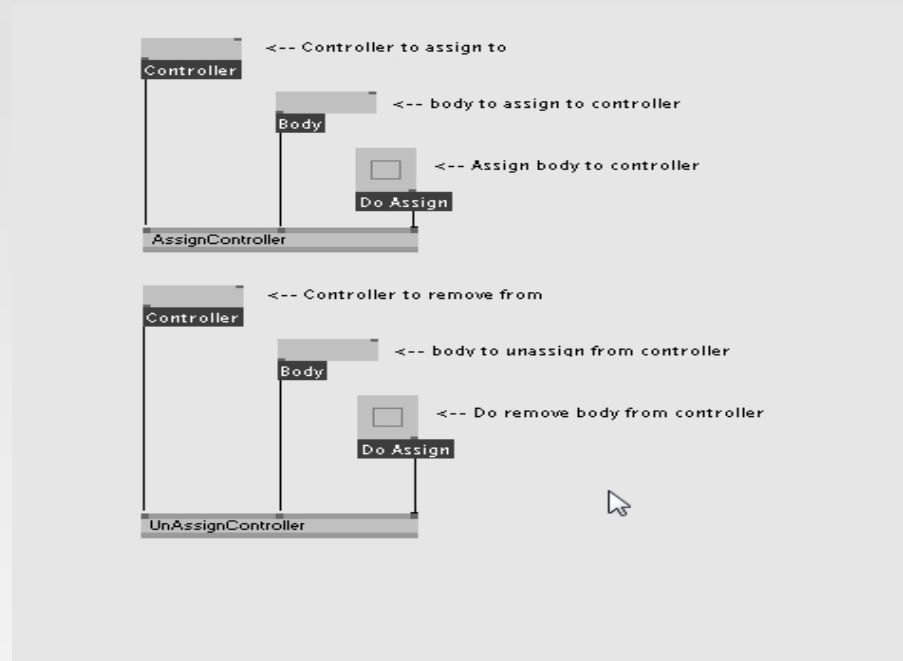 <-- Controller to assign to
Controller
<-- body to assign to controller
Body
<-- Assign body to controller
Do Assign
AssignController
<-- Controller to remove from
Controller
<-- body to unassign from controller
Body
<-- Do remove body from controller
Do Assign
UnAssignController